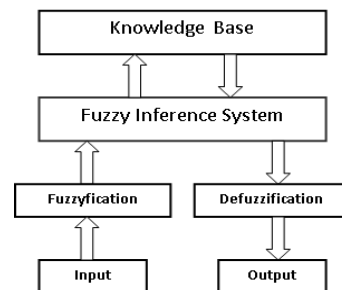 Knowledge Base
Fuzzy Inference System
Fuzzyfication
Defuzzification
Input
Output